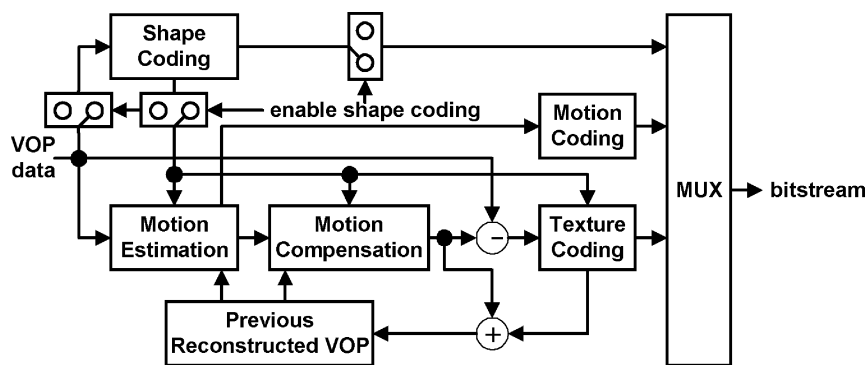 Shape
Coding
enable shape coding
Motion
Coding
VOP
data
MUX
bitstream
Motion
Estimation
Motion
Compensation
−
Texture
Coding
Previous
Reconstructed VOP
+